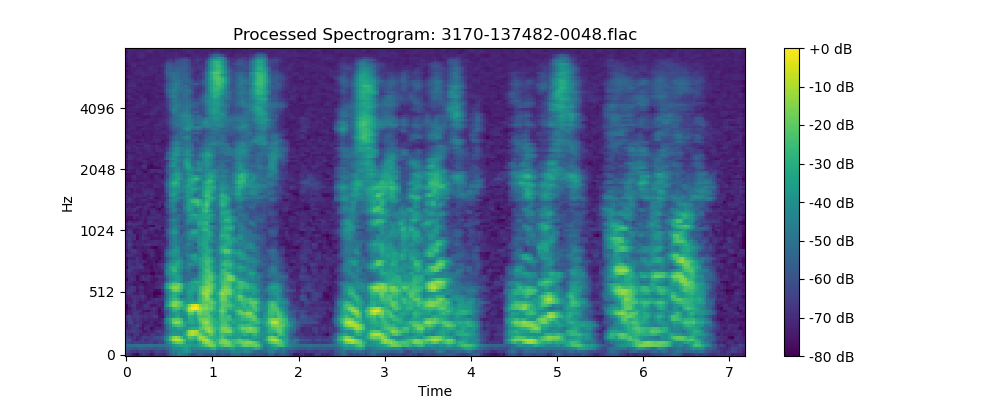 Processed Spectrogram: 3170-137482-0048.flac
Hz
4096
2048
1024
512
0
0 1 2 3 4 5 6 7
Time
+0 dB
-10 dB
-20 dB
-30 dB
-40 dB
-50 dB
-60 dB
-70 dB
-80 dB